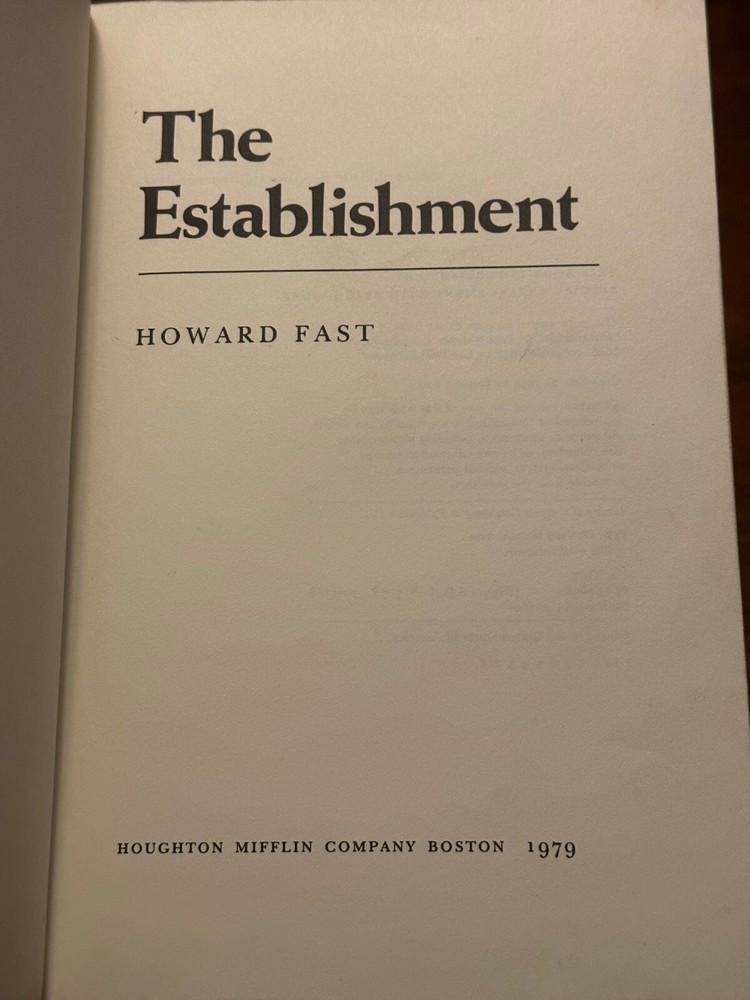 The
Establishment
HOWARD FAST
HOUGHTON MIFFLIN COMPANY BOSTON 1979